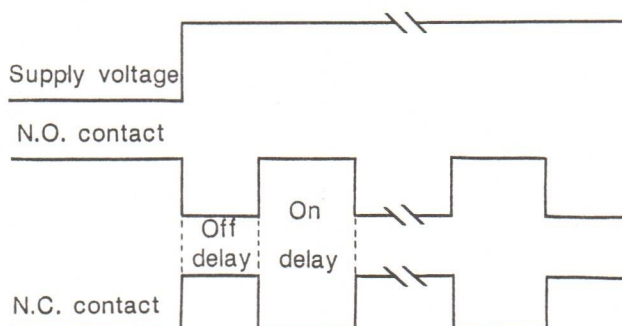 Supply voltage
N.O. contact
Off
delay
On
delay
N.C. contact